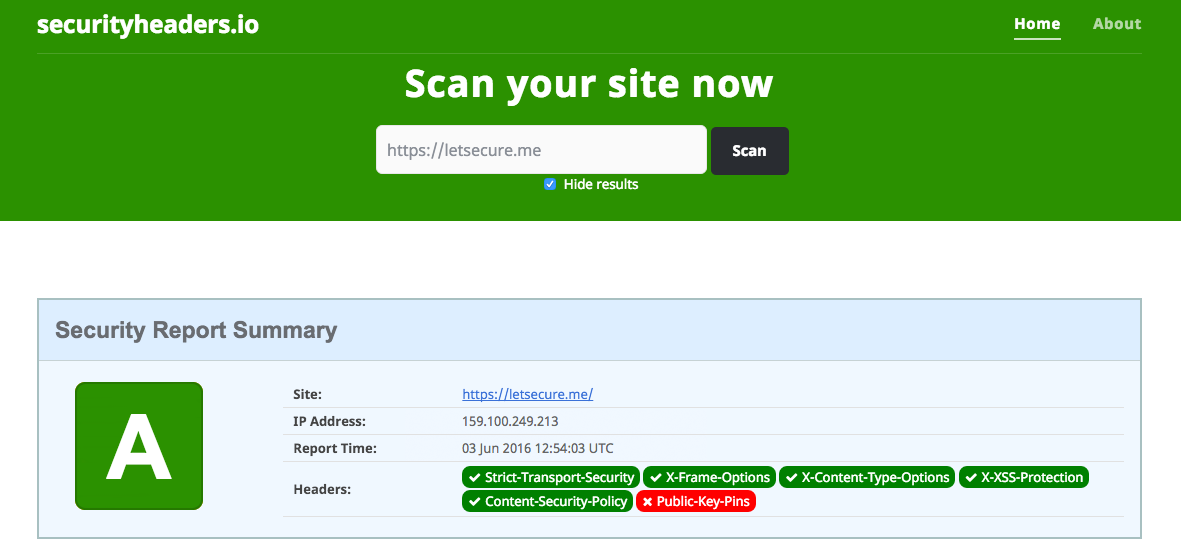 securityheaders.io
Home About
Scan your site now
https://letsecure.me Scan
Hide results
Security Report Summary
A
Site: https://letsecure.me/
IP Address: 159.100.249.213
Report Time: 03 Jun 2016 12:54:03 UTC
Headers: Strict-Transport-Security X-Frame-Options X-Content-Type-Options X-XSS-Protection
Content-Security-Policy Public-Key-Pins